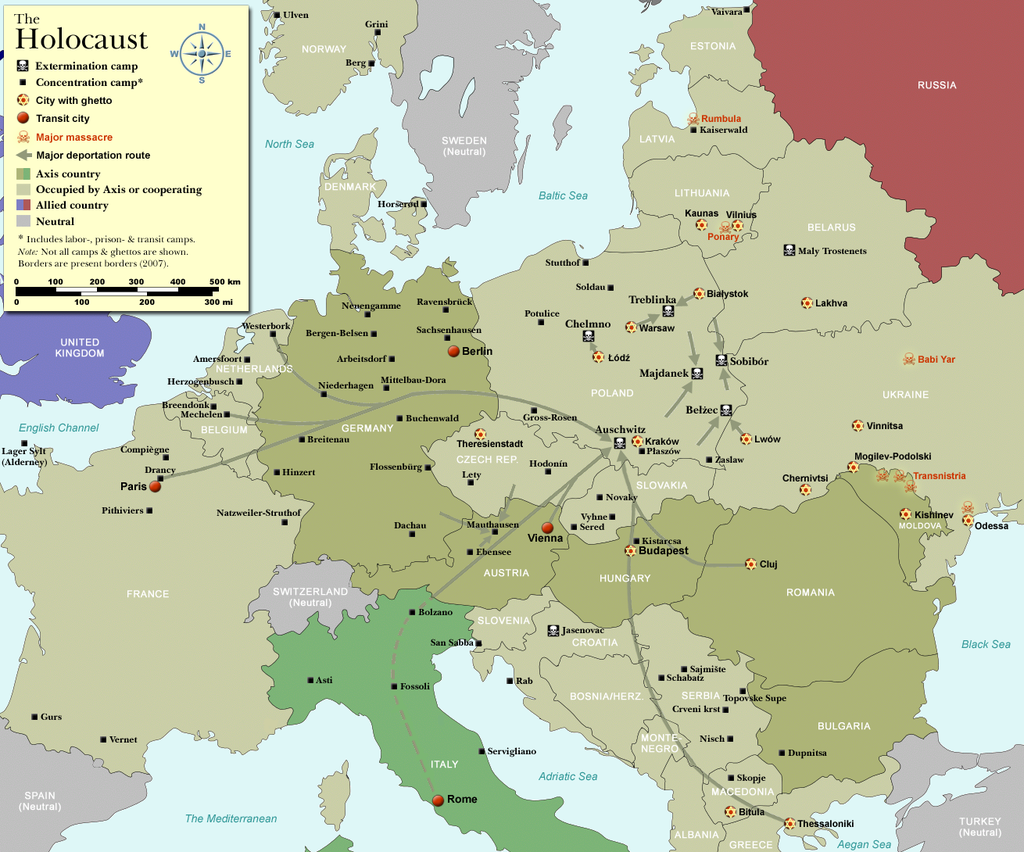 The
Holocaust
N
W
E
S
Extermination camp
Concentration camp*
City with ghetto
Transit city
Major massacre
Major deportation route
Axis country
Occupied by Axis or cooperating
Allied country
Neutral
* Includes labor-, prison- & transit camps.
Note: Not all camps & ghettos are shown.
Borders are present borders (2007).
0 100 200 300 400 500 km
0 100 200 300 mi
Ulven
Grini
NORWAY
Berg
Vaivara
ESTONIA
RUSSIA
North Sea
SWEDEN
(Neutral)
Rumbula
Kaiserwald
LATVIA
DENMARK
Horserød
Baltic Sea
LITHUANIA
Kaunas
Vilnius
Ponary
BELARUS
Maly Trostenets
Stutthof
Soldau
Treblinka
Białystok
Lakhva
Potulice
Chelmno
Warsaw
Łódź
Sobibór
Majdanek
Babi Yar
POLAND
Bełżec
UKRAINE
UNITED
KINGDOM
Westerbork
Neuengamme
Ravensbrück
Bergen-Belsen
Sachsenhausen
Amersfoort
NETHERLANDS
Arbeitsdorf
Berlin
Herzogenbusch
Niederhagen
Mittelbau-Dora
Breendonk
Mechelen
Buchenwald
Gross-Rosen
English Channel
BELGIUM
GERMANY
Breitenau
Theresienstadt
Auschwitz
Kraków
Płaszów
Lwów
Vinnitsa
Lager Sylt
(Alderney)
Compiègne
Drancy
Hinzert
Flossenbürg
CZECH REP.
Hodonín
Lety
Zaslaw
Mogilev-Podolski
Transnistria
Paris
SLOVAKIA
Chernivtsi
Pithiviers
Natzweiler-Struthof
Novaky
Vyhne
Sered
Kishinev
MOLDOVA
Odessa
Dachau
Mauthausen
Vienna
Kistarcsa
Budapest
Ebensee
Cluj
AUSTRIA
HUNGARY
FRANCE
SWITZERLAND
(Neutral)
ROMANIA
Bolzano
SLOVENIA
Jasenovac
CROATIA
San Sabba
Black Sea
Asti
Fossoli
Rab
BOSNIA/HERZ.
Sajmište
Schabatz
SERBIA
Topovske Supe
Crveni krst
Gurs
Vernet
BULGARIA
MONTE-
NEGRO
Nisch
Servigliano
Dupnitsa
ITALY
Adriatic Sea
Skopje
MACEDONIA
SPAIN
(Neutral)
Rome
Bitula
Thessaloniki
The Mediterranean
ALBANIA
GREECE
Aegean Sea
TURKEY
(Neutral)